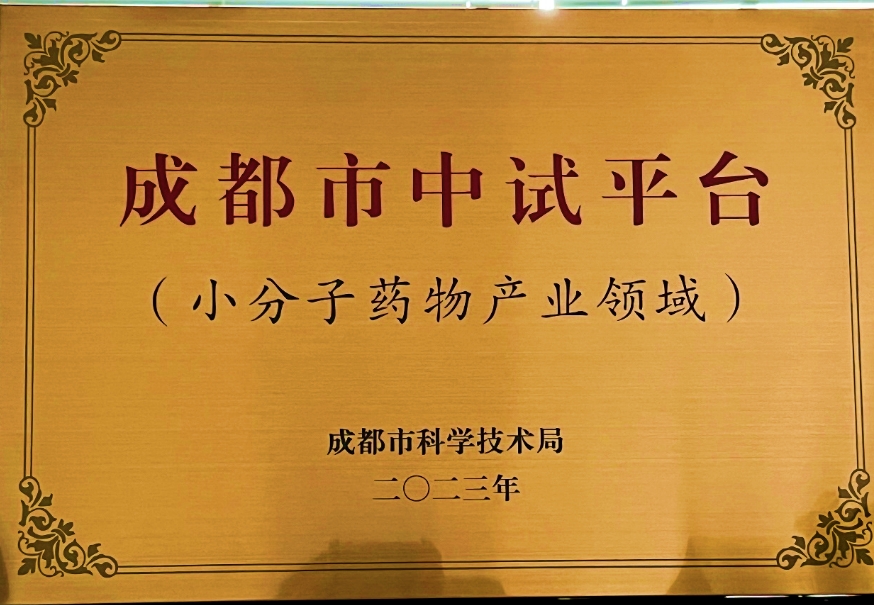 成都市中试平台
（小分子药物产业领域）
成都市科学技术局
二〇二三年